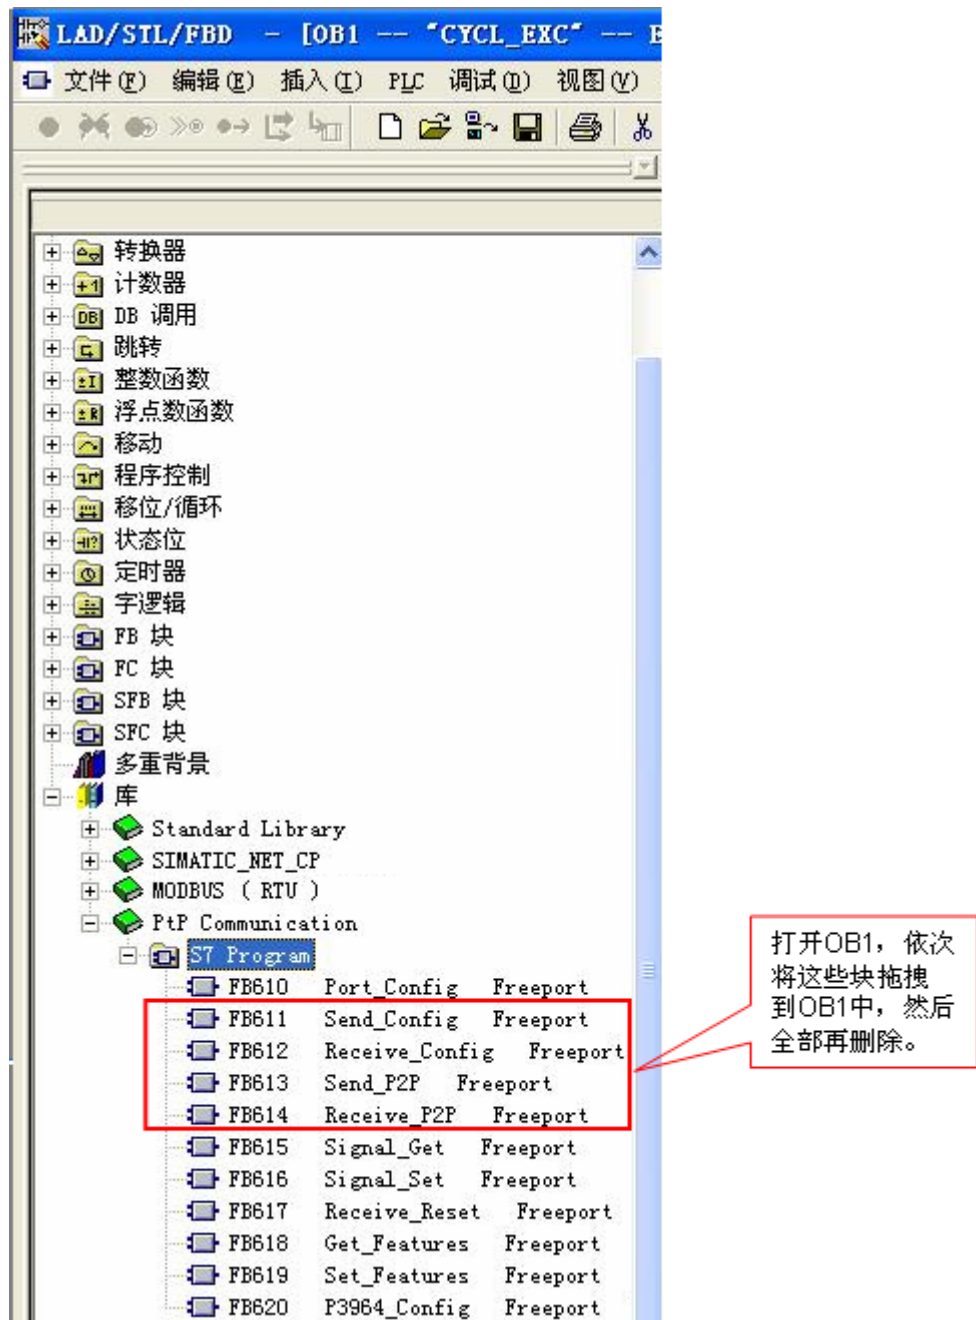 LAD/STL/FBD - [OB1 -- "CYCL_EXC" --
文件(F) 编辑(E) 插入(I) PLC 调试(D) 视图(V)
转换器
计数器
DB 调用
跳转
整数函数
浮点数函数
移动
程序控制
移位/循环
状态位
定时器
字逻辑
FB 块
FC 块
SFB 块
SFC 块
多重背景
库
Standard Library
SIMATIC_NET_CP
MODBUS ( RTU )
PtP Communication
S7 Program
FB610 Port_Config Freeport
FB611 Send_Config Freeport
FB612 Receive_Config Freeport
FB613 Send_P2P Freeport
FB614 Receive_P2P Freeport
FB615 Signal_Get Freeport
FB616 Signal_Set Freeport
FB617 Receive_Reset Freeport
FB618 Get_Features Freeport
FB619 Set_Features Freeport
FB620 P3964_Config Freeport
打开OB1，依次
将这些块拖拽
到OB1中，然后
全部再删除。